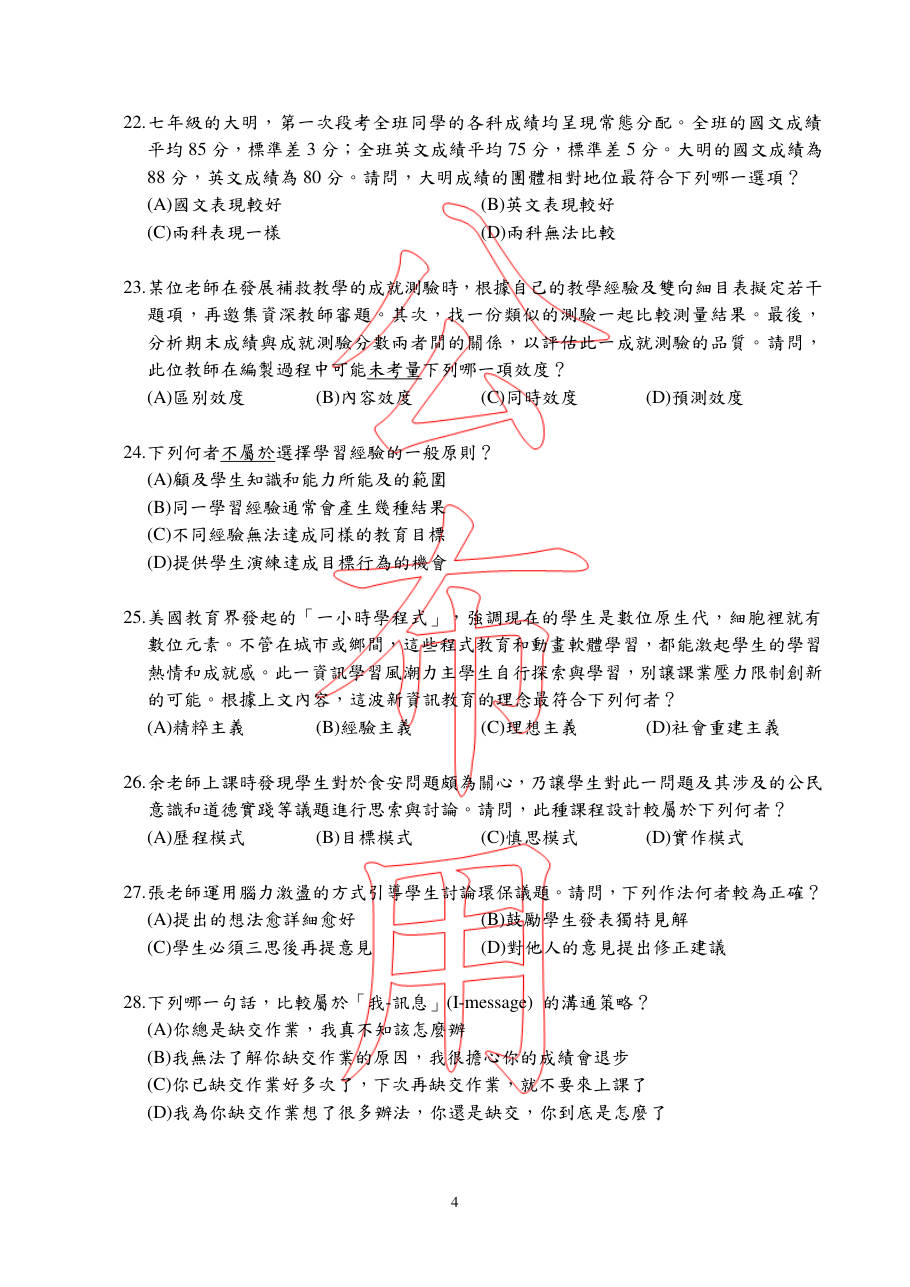 22.七年級的大明，第一次段考全班同學的各科成績均呈現常態分配。全班的國文成績
平均 85 分，標準差 3 分；全班英文成績平均 75 分，標準差 5 分。大明的國文成績為
88 分，英文成績為 80 分。請問，大明成績的團體相對地位最符合下列哪一選項？
(A)國文表現較好 (B)英文表現較好
(C)兩科表現一樣 (D)兩科無法比較
23.某位老師在發展補救教學的成就測驗時，根據自己的教學經驗及雙向細目表擬定若干
題項，再邀集資深教師審題。其次，找一份類似的測驗一起比較測量結果。最後，
分析期末成績與成就測驗分數兩者間的關係，以評估此一成就測驗的品質。請問，
此位教師在編製過程中可能未考量下列哪一項效度？
(A)區別效度 (B)內容效度 (C)同時效度 (D)預測效度
24.下列何者不屬於選擇學習經驗的一般原則？
(A)顧及學生知識和能力所能及的範圍
(B)同一學習經驗通常會產生幾種結果
(C)不同經驗無法達成同樣的教育目標
(D)提供學生演練達成目標行為的機會
25.美國教育界發起的「一小時學程式」，強調現在的學生是數位原生代，細胞裡就有
數位元素。不管在城市或鄉間，這些程式教育和動畫軟體學習，都能激起學生的學習
熱情和成就感。此一資訊學習風潮力主學生自行探索與學習，別讓課業壓力限制創新
的可能。根據上文內容，這波新資訊教育的理念最符合下列何者？
(A)精粹主義 (B)經驗主義 (C)理想主義 (D)社會重建主義
26.余老師上課時發現學生對於食安問題頗為關心，乃讓學生對此一問題及其涉及的公民
意識和道德實踐等議題進行思索與討論。請問，此種課程設計較屬於下列何者？
(A)歷程模式 (B)目標模式 (C)慎思模式 (D)實作模式
27.張老師運用腦力激盪的方式引導學生討論環保議題。請問，下列作法何者較為正確？
(A)提出的想法愈詳細愈好 (B)鼓勵學生發表獨特見解
(C)學生必須三思後再提意見 (D)對他人的意見提出修正建議
28.下列哪一句話，比較屬於「我-訊息」(I-message) 的溝通策略？
(A)你總是缺交作業，我真不知該怎麼辦
(B)我無法了解你缺交作業的原因，我很擔心你的成績會退步
(C)你已缺交作業好多次了，下次再缺交作業，就不要來上課了
(D)我為你缺交作業想了很多辦法，你還是缺交，你到底是怎麼了
4
公
布
用